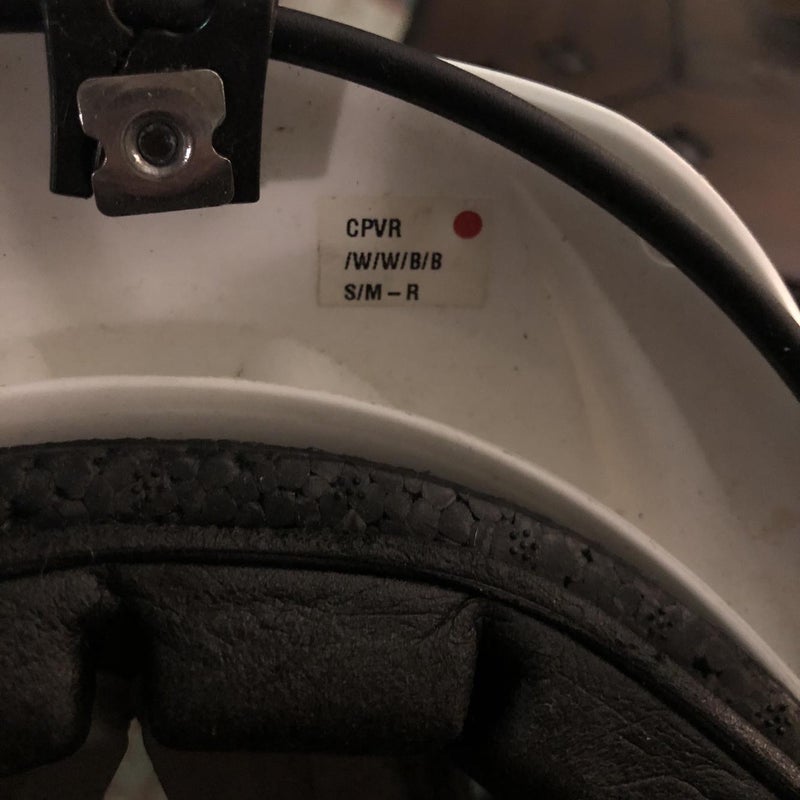 CPVR
/W/W/B/B
S/M – R